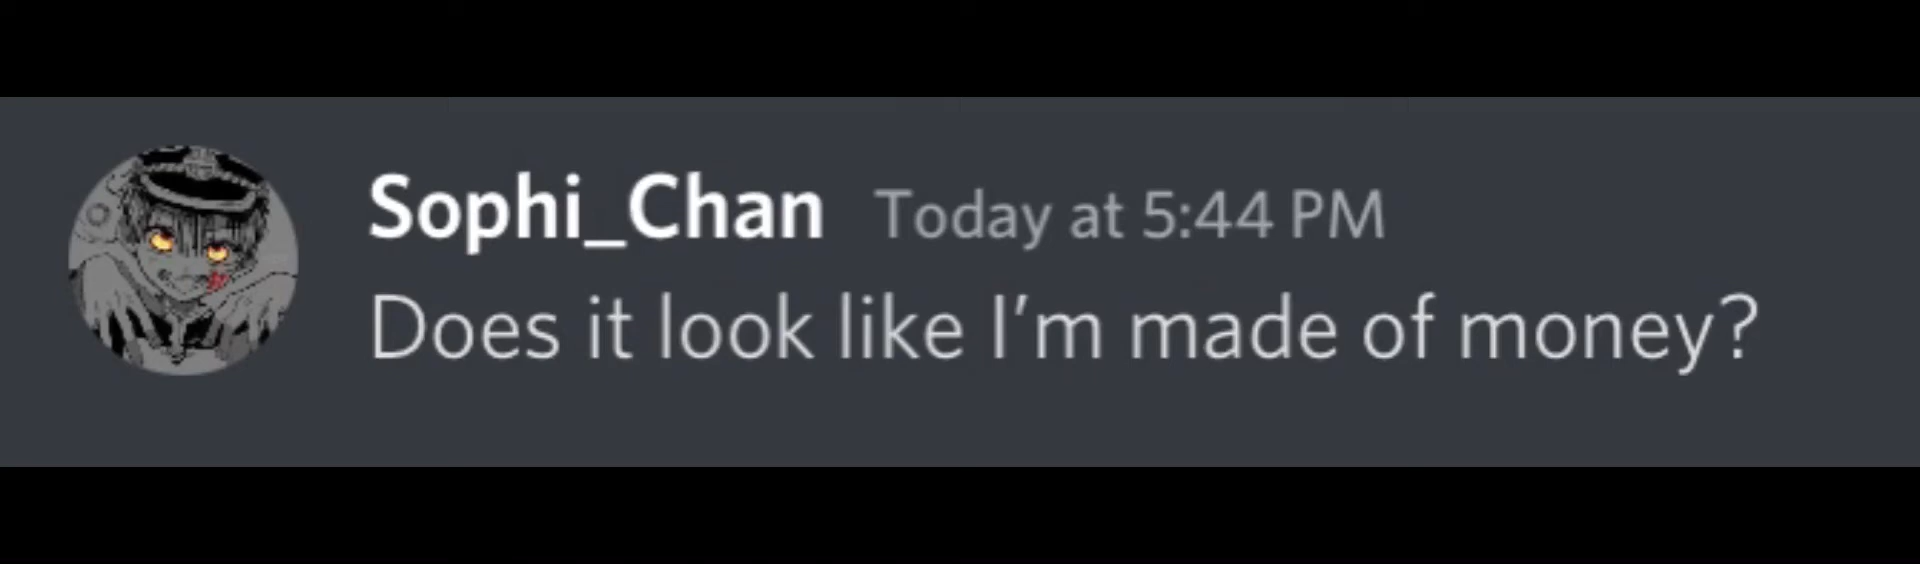 Sophi_Chan Today at 5:44 PM
Does it look like I’m made of money?